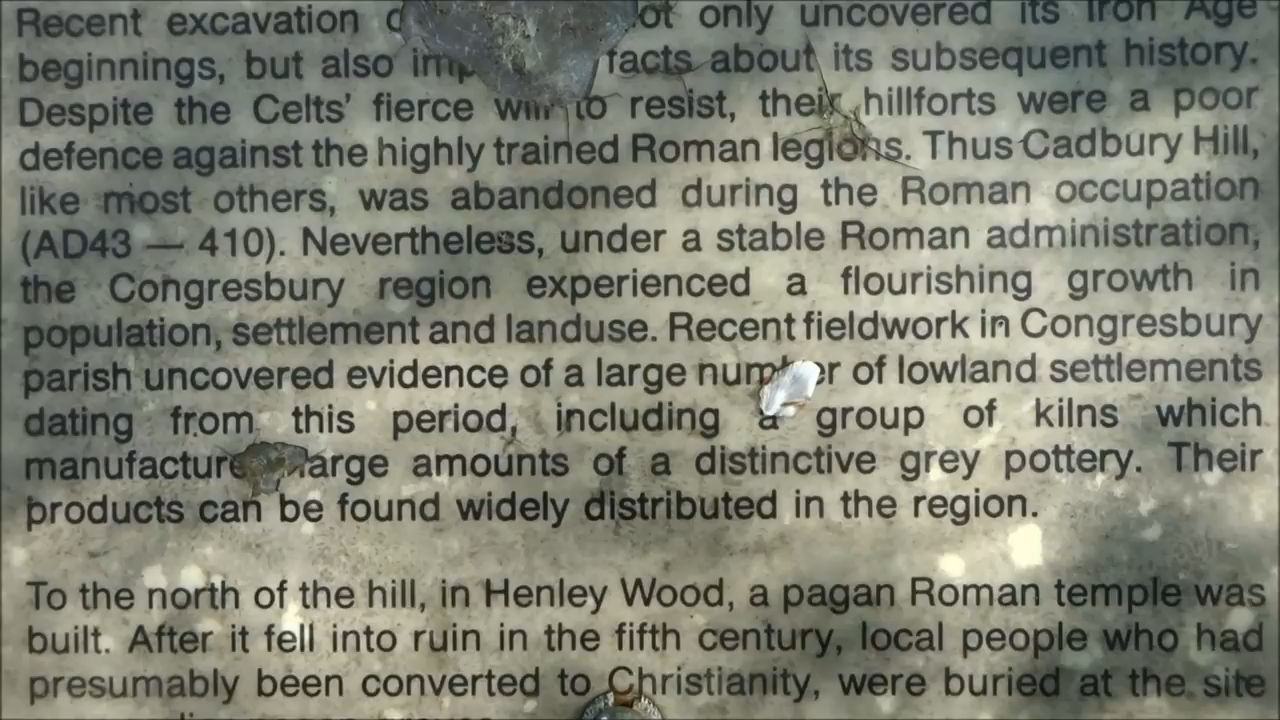 Recent excavation only uncovered its Iron Age
beginnings, but also facts about its subsequent history.
Despite the Celts' fierce will to resist, their hillforts were a poor
defence against the highly trained Roman legions. Thus Cadbury Hill,
like most others, was abandoned during the Roman occupation
(AD43 — 410). Nevertheless, under a stable Roman administration,
the Congresbury region experienced a flourishing growth in
population, settlement and landuse. Recent fieldwork in Congresbury
parish uncovered evidence of a large number of lowland settlements
dating from this period, including a group of kilns which
manufactured large amounts of a distinctive grey pottery. Their
products can be found widely distributed in the region.
To the north of the hill, in Henley Wood, a pagan Roman temple was
built. After it fell into ruin in the fifth century, local people who had
presumably been converted to Christianity, were buried at the site